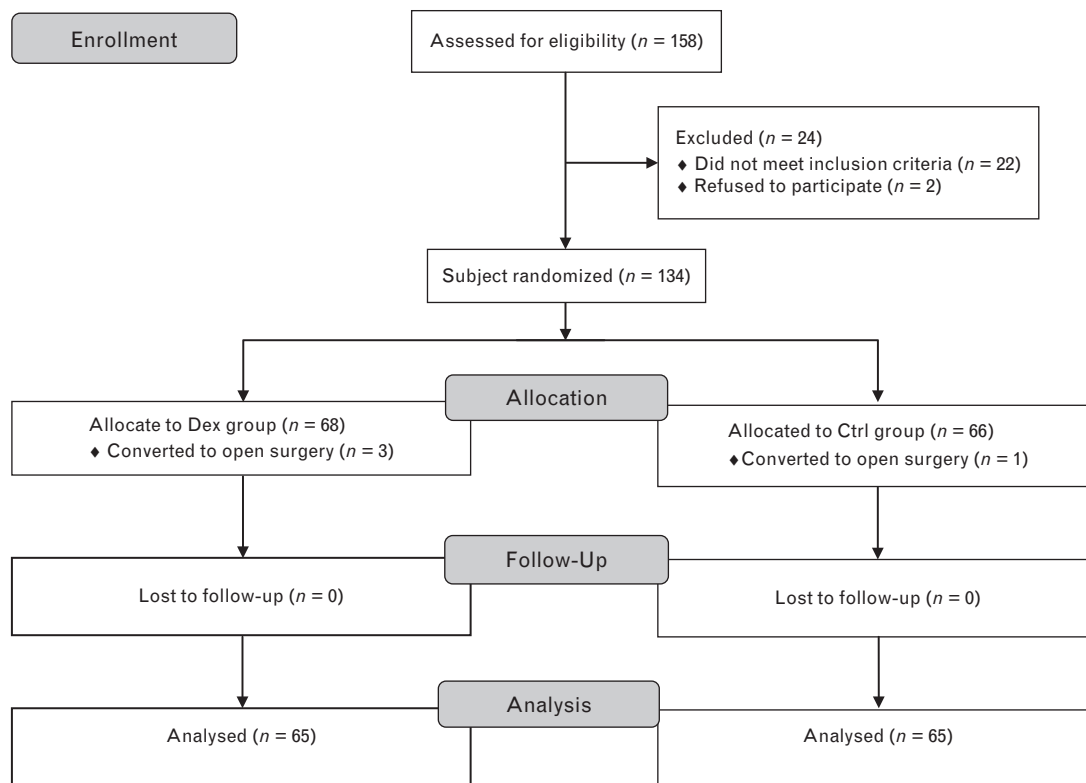 Enrollment
Assessed for eligibility (n = 158)
Excluded (n = 24)
♦ Did not meet inclusion criteria (n = 22)
♦ Refused to participate (n = 2)
Subject randomized (n = 134)
Allocation
Allocate to Dex group (n = 68)
♦ Converted to open surgery (n = 3)
Allocated to Ctrl group (n = 66)
♦Converted to open surgery (n = 1)
Follow-Up
Lost to follow-up (n = 0)
Lost to follow-up (n = 0)
Analysis
Analysed (n = 65)
Analysed (n = 65)